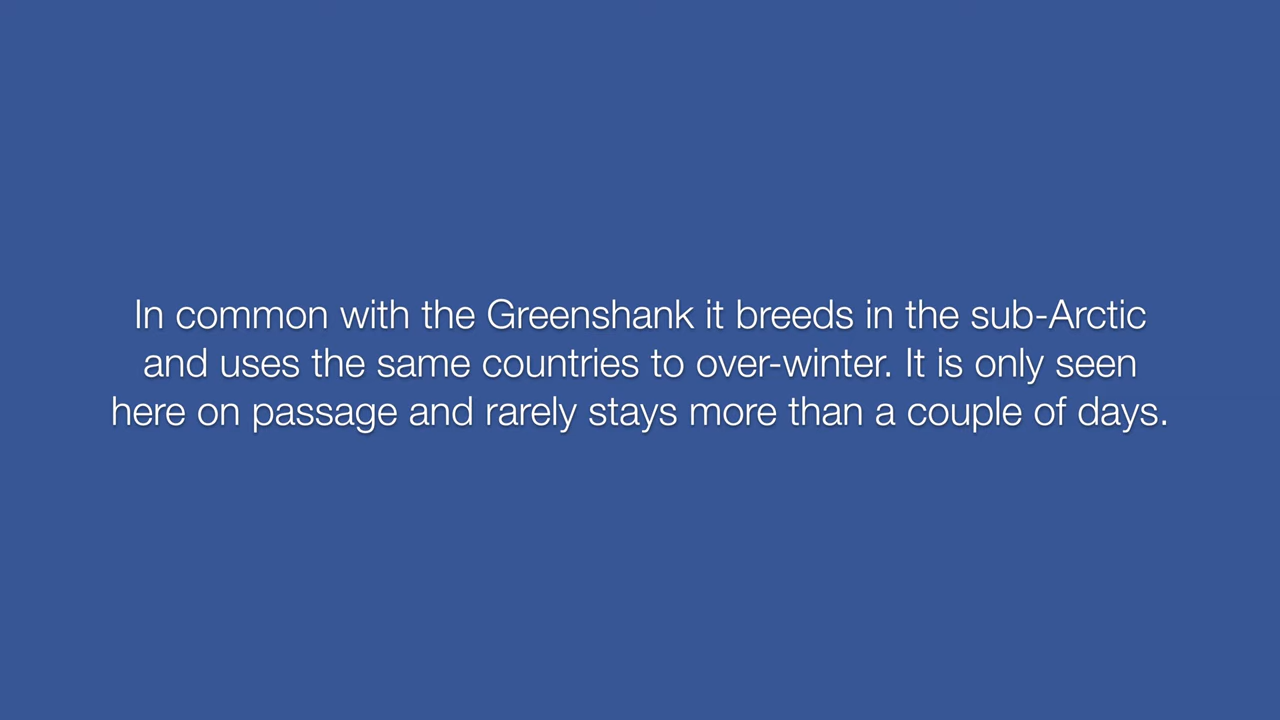 In common with the Greenshank it breeds in the sub-Arctic
and uses the same countries to over-winter. It is only seen
here on passage and rarely stays more than a couple of days.